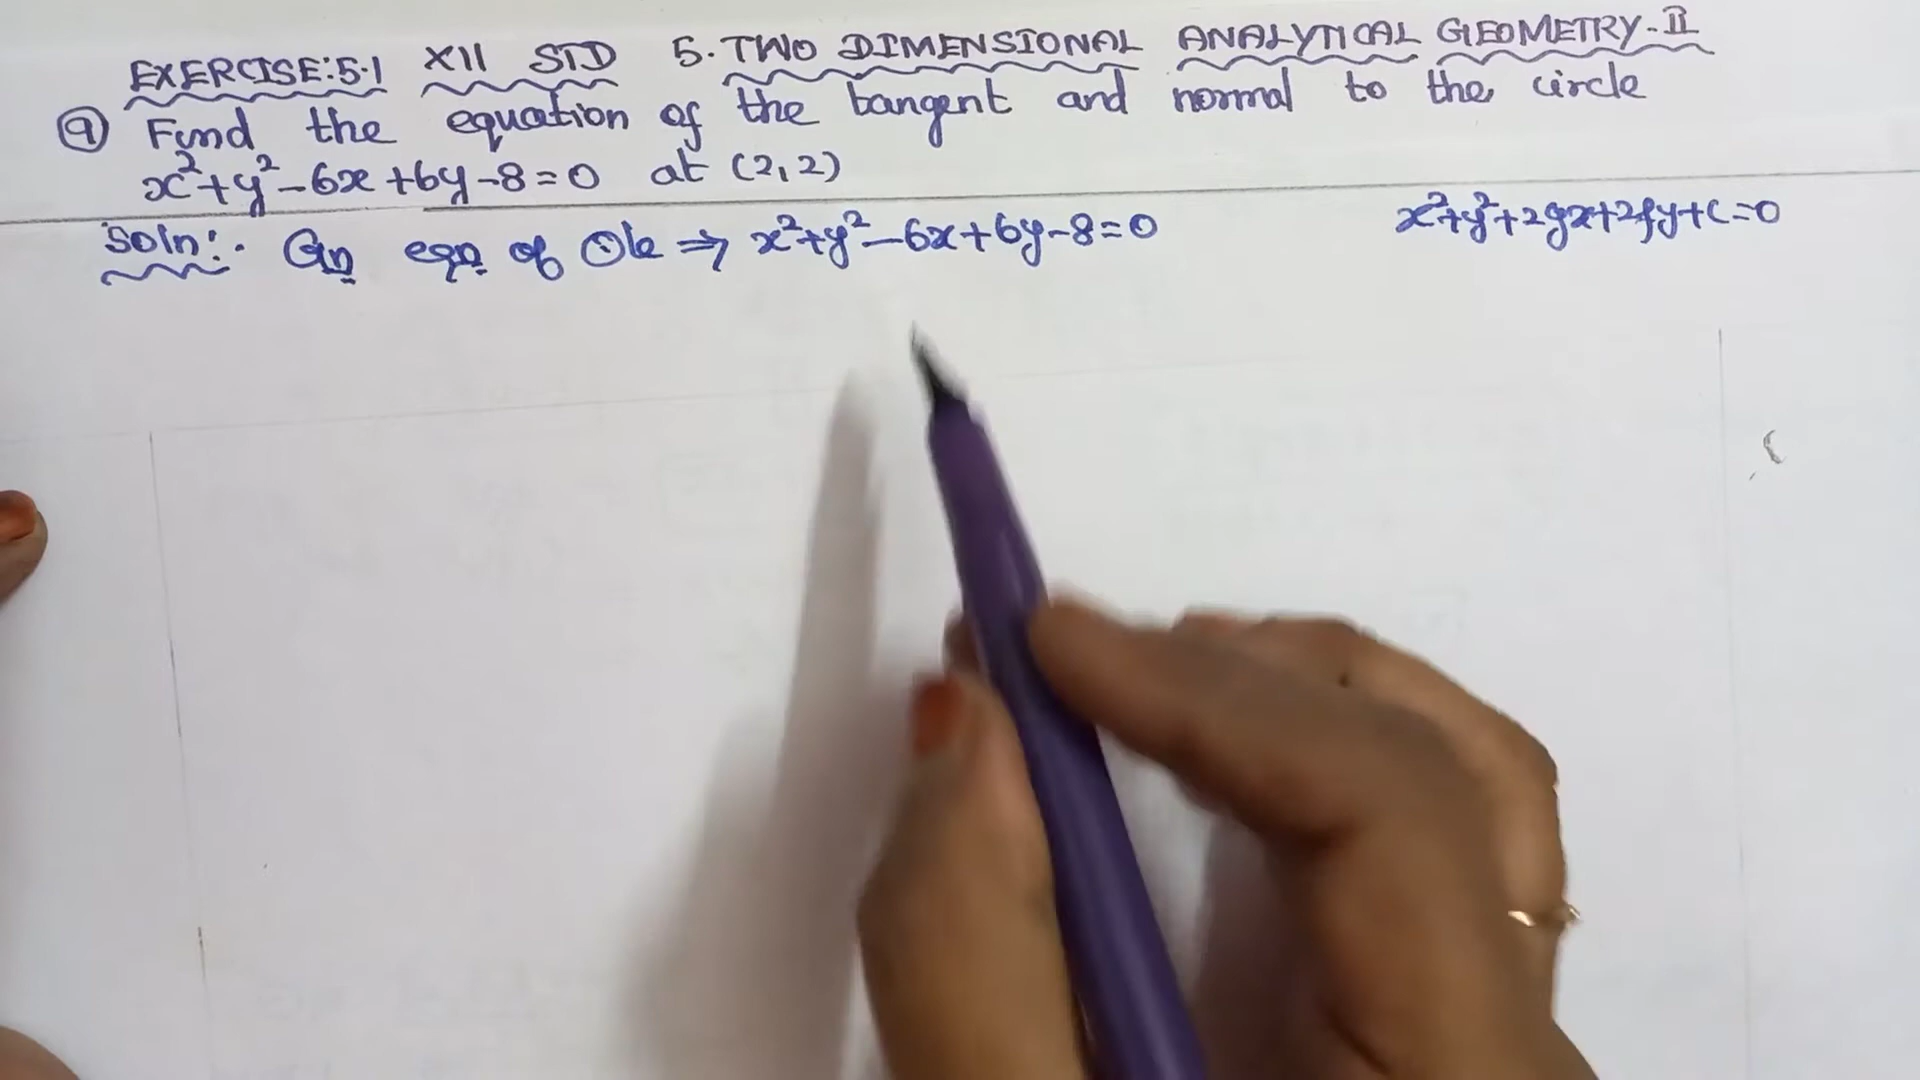 EXERCISE:5.1 XII STD 5. TWO DIMENSIONAL ANALYTICAL GEOMETRY-II
9 Find the equation of the tangent and normal to the circle
x²+y²-6x+6y-8=0 at (2,2)
Soln:- Gn eqn of ⊙le ⇒ x²+y²-6x+6y-8=0 x²+y²+2gx+2fy+c=0